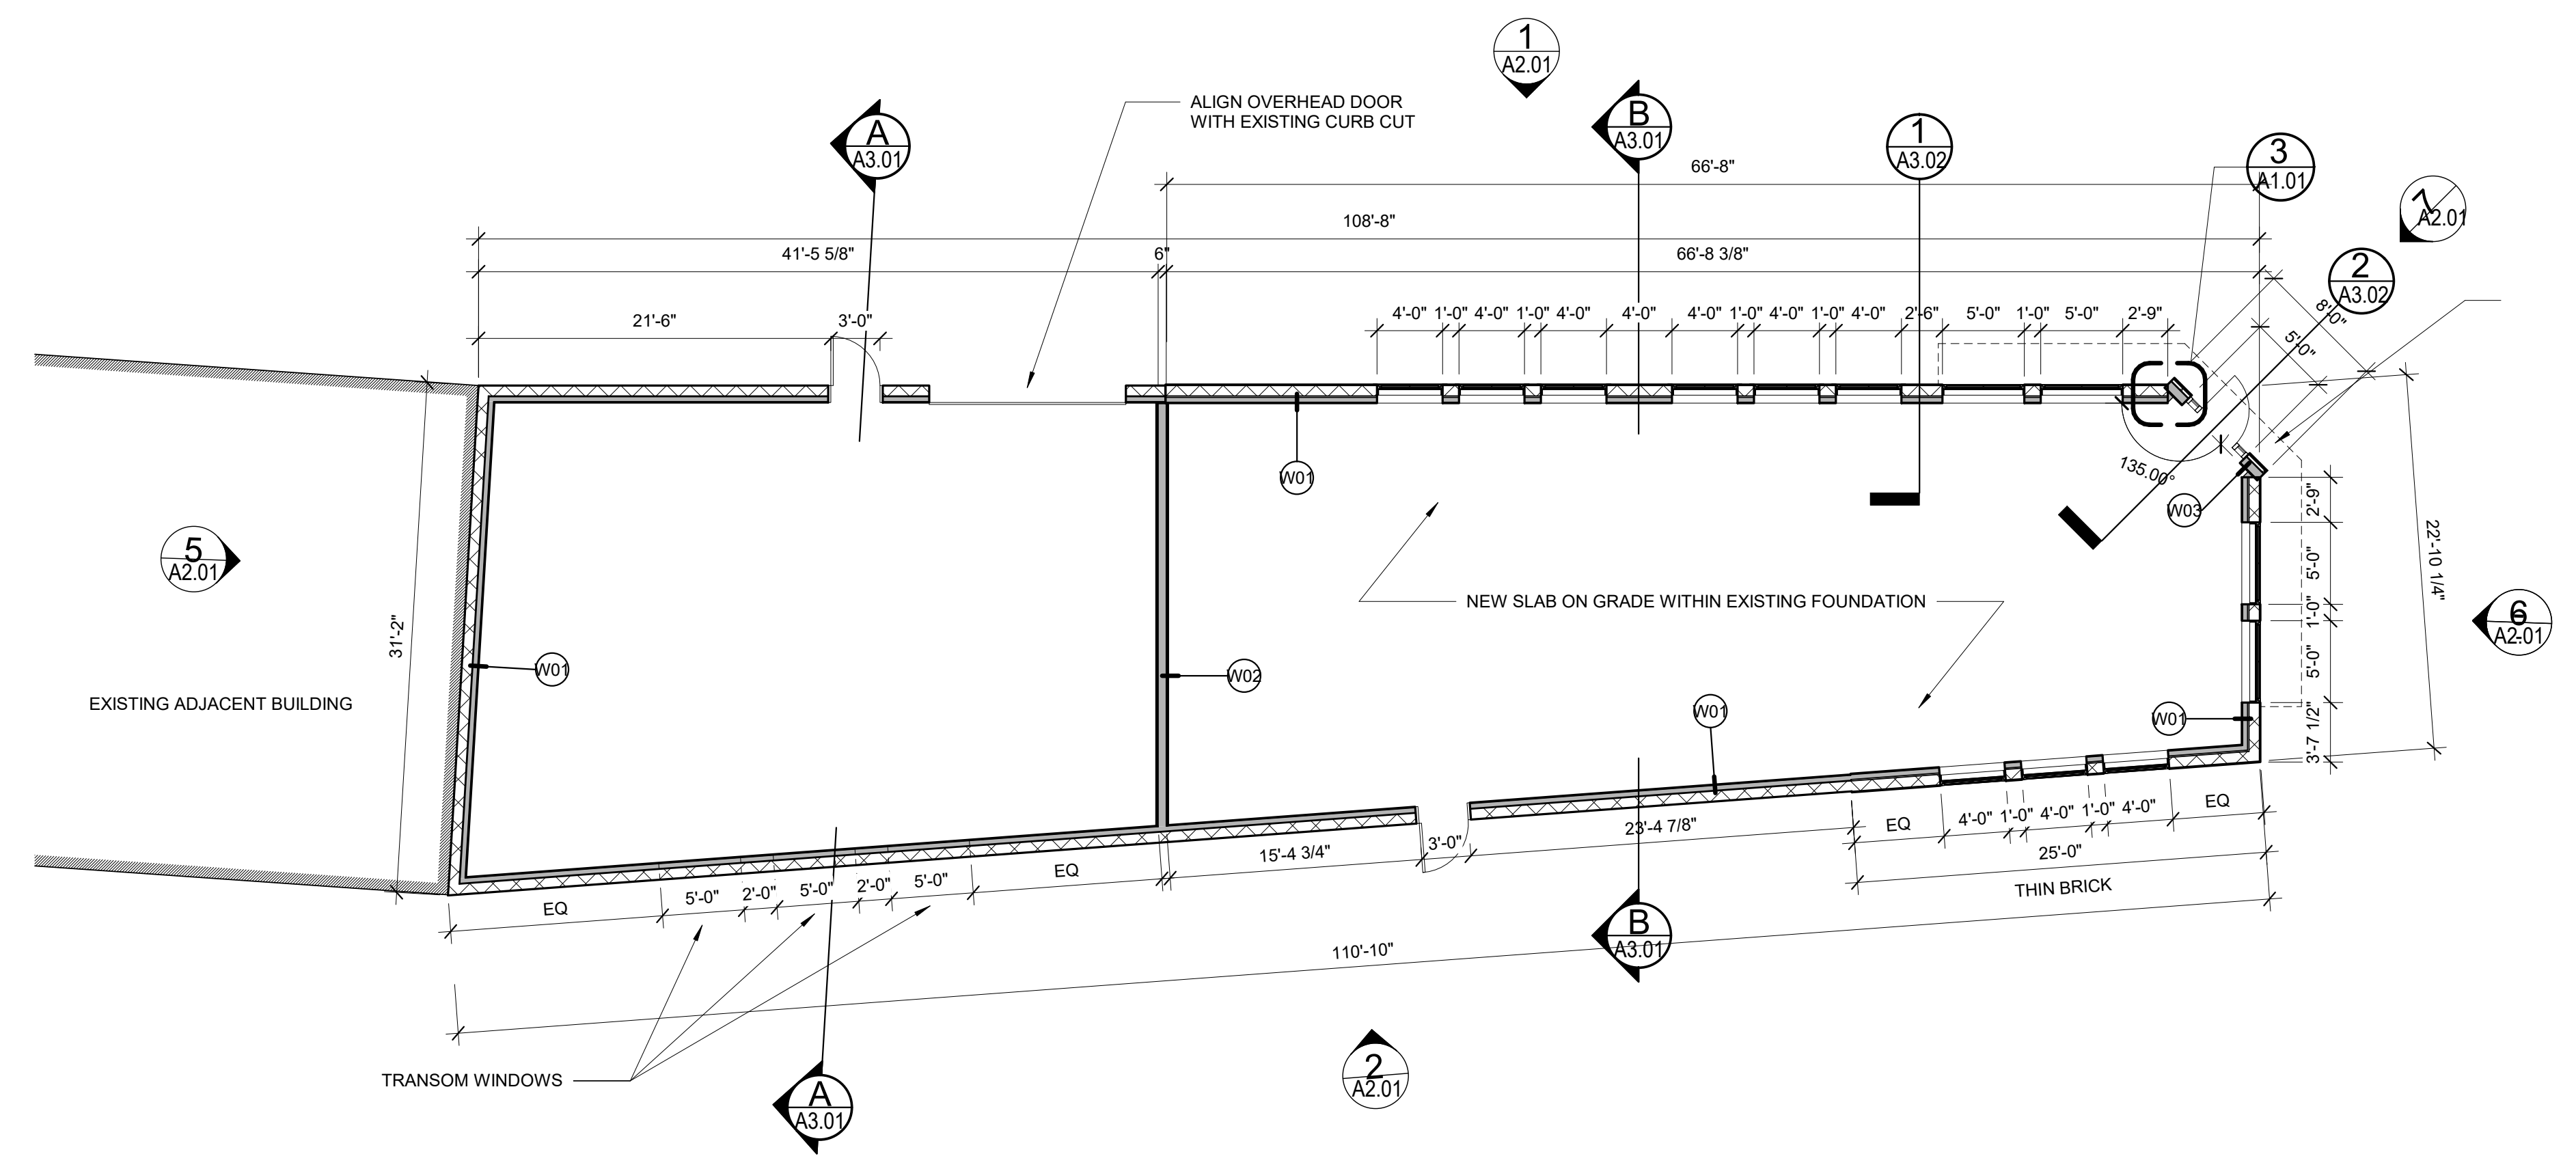 1
A2.01
ALIGN OVERHEAD DOOR
WITH EXISTING CURB CUT
A
A3.01
B
A3.01
1
A3.02
3
A1.01
7
A2.01
66'-8"
108'-8"
41'-5 5/8"
6"
66'-8 3/8"
2
A3.02
21'-6"
3'-0"
4'-0"
1'-0"
4'-0"
1'-0"
4'-0"
4'-0"
4'-0"
1'-0"
4'-0"
1'-0"
4'-0"
2'-6"
5'-0"
1'-0"
5'-0"
2'-9"
8'-0"
5'-0"
135.00°
W01
W03
2'-9"
5'-0"
1'-0"
5'-0"
3'-7 1/2"
22'-10 1/4"
5
A2.01
6
A2.01
NEW SLAB ON GRADE WITHIN EXISTING FOUNDATION
31'-2"
W01
W02
EXISTING ADJACENT BUILDING
W01
W01
23'-4 7/8"
EQ
4'-0"
1'-0"
4'-0"
1'-0"
4'-0"
EQ
15'-4 3/4"
3'-0"
25'-0"
THIN BRICK
EQ
5'-0"
2'-0"
5'-0"
2'-0"
5'-0"
EQ
B
A3.01
110'-10"
TRANSOM WINDOWS
2
A2.01
A
A3.01